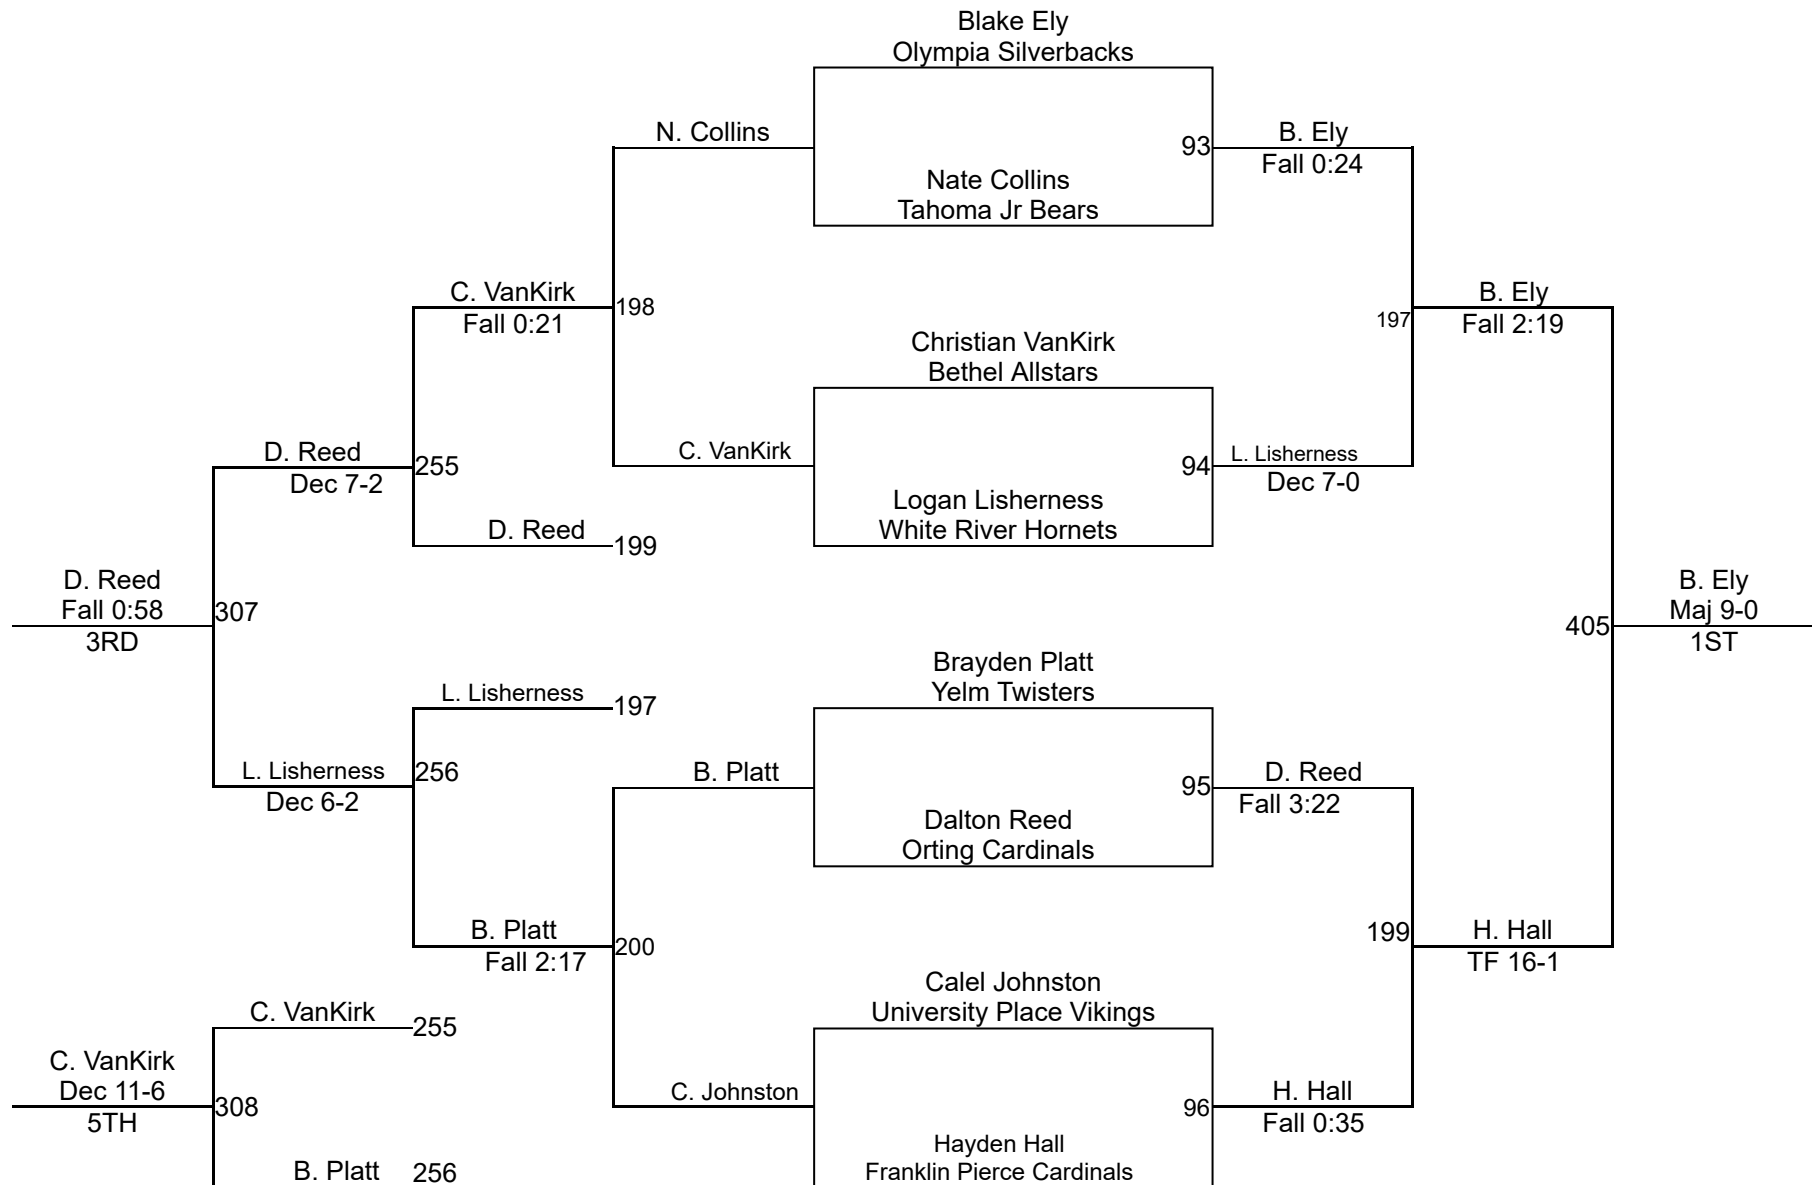 Blake Ely
Olympia Silverbacks
N. Collins
93
B. Ely
Fall 0:24
Nate Collins
Tahoma Jr Bears
C. VanKirk
Fall 0:21
198
197
B. Ely
Fall 2:19
Christian VanKirk
Bethel Allstars
D. Reed
Dec 7-2
255
C. VanKirk
94
L. Lisherness
Dec 7-0
Logan Lisherness
White River Hornets
D. Reed
199
D. Reed
Fall 0:58
3RD
307
405
B. Ely
Maj 9-0
1ST
Brayden Platt
Yelm Twisters
L. Lisherness
197
L. Lisherness
Dec 6-2
256
B. Platt
95
D. Reed
Fall 3:22
Dalton Reed
Orting Cardinals
B. Platt
Fall 2:17
200
199
H. Hall
TF 16-1
Calel Johnston
University Place Vikings
C. VanKirk
255
C. VanKirk
Dec 11-6
5TH
308
C. Johnston
96
H. Hall
Fall 0:35
Hayden Hall
Franklin Pierce Cardinals
B. Platt
256